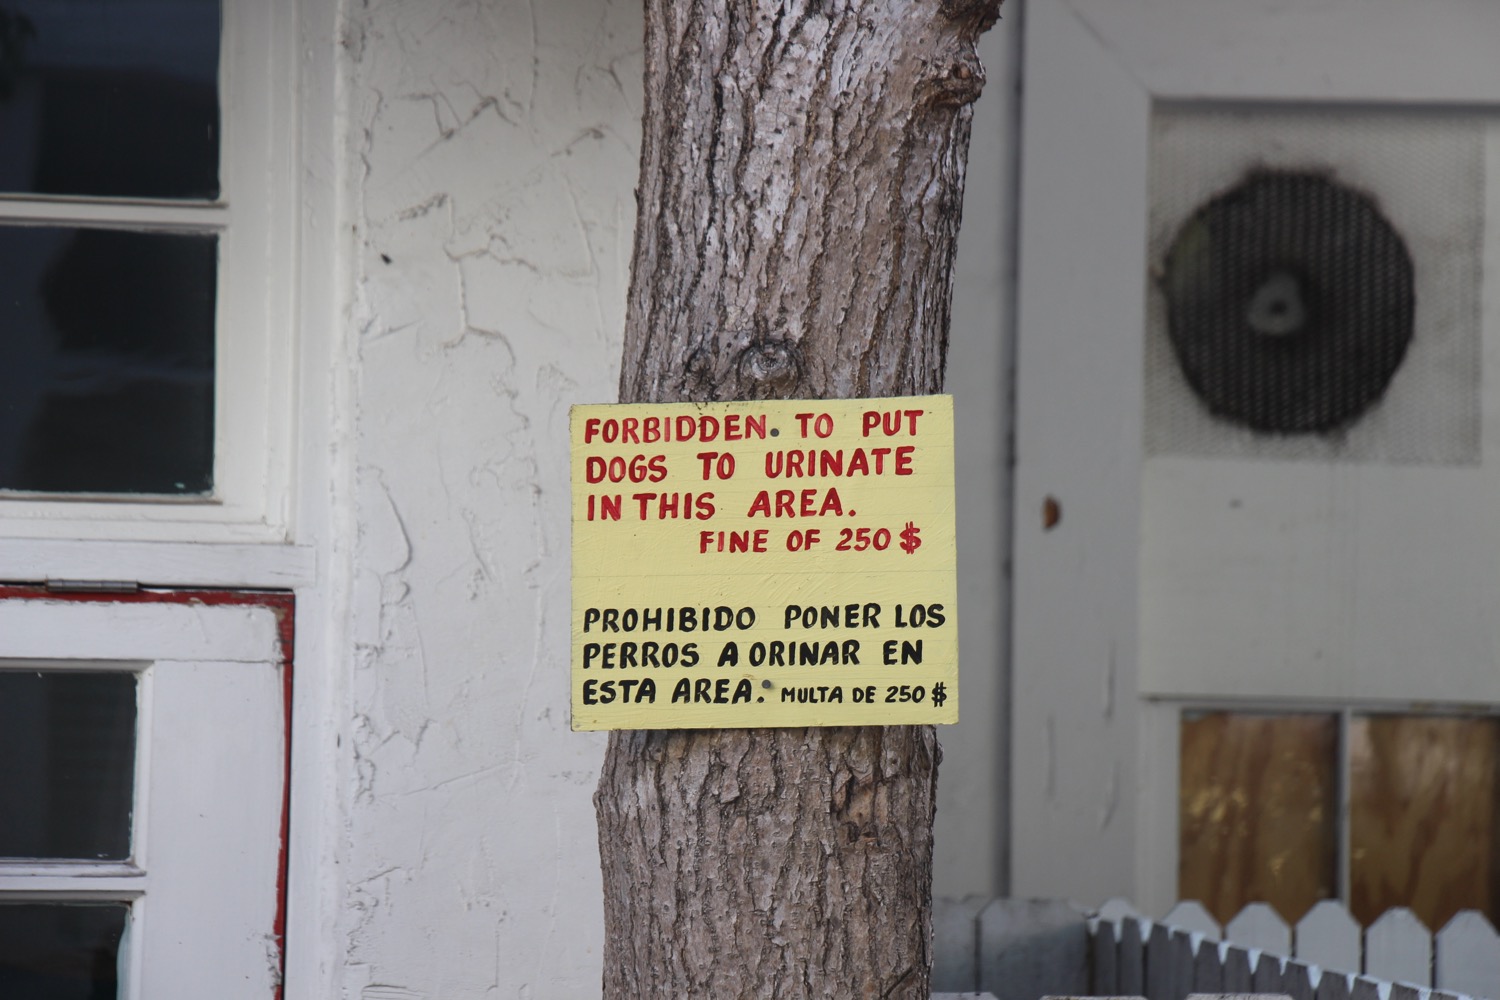 FORBIDDEN. TO PUT
DOGS TO URINATE
IN THIS AREA.
FINE OF 250 $
PROHIBIDO PONER LOS
PERROS A ORINAR EN
ESTA AREA. MULTA DE 250 $